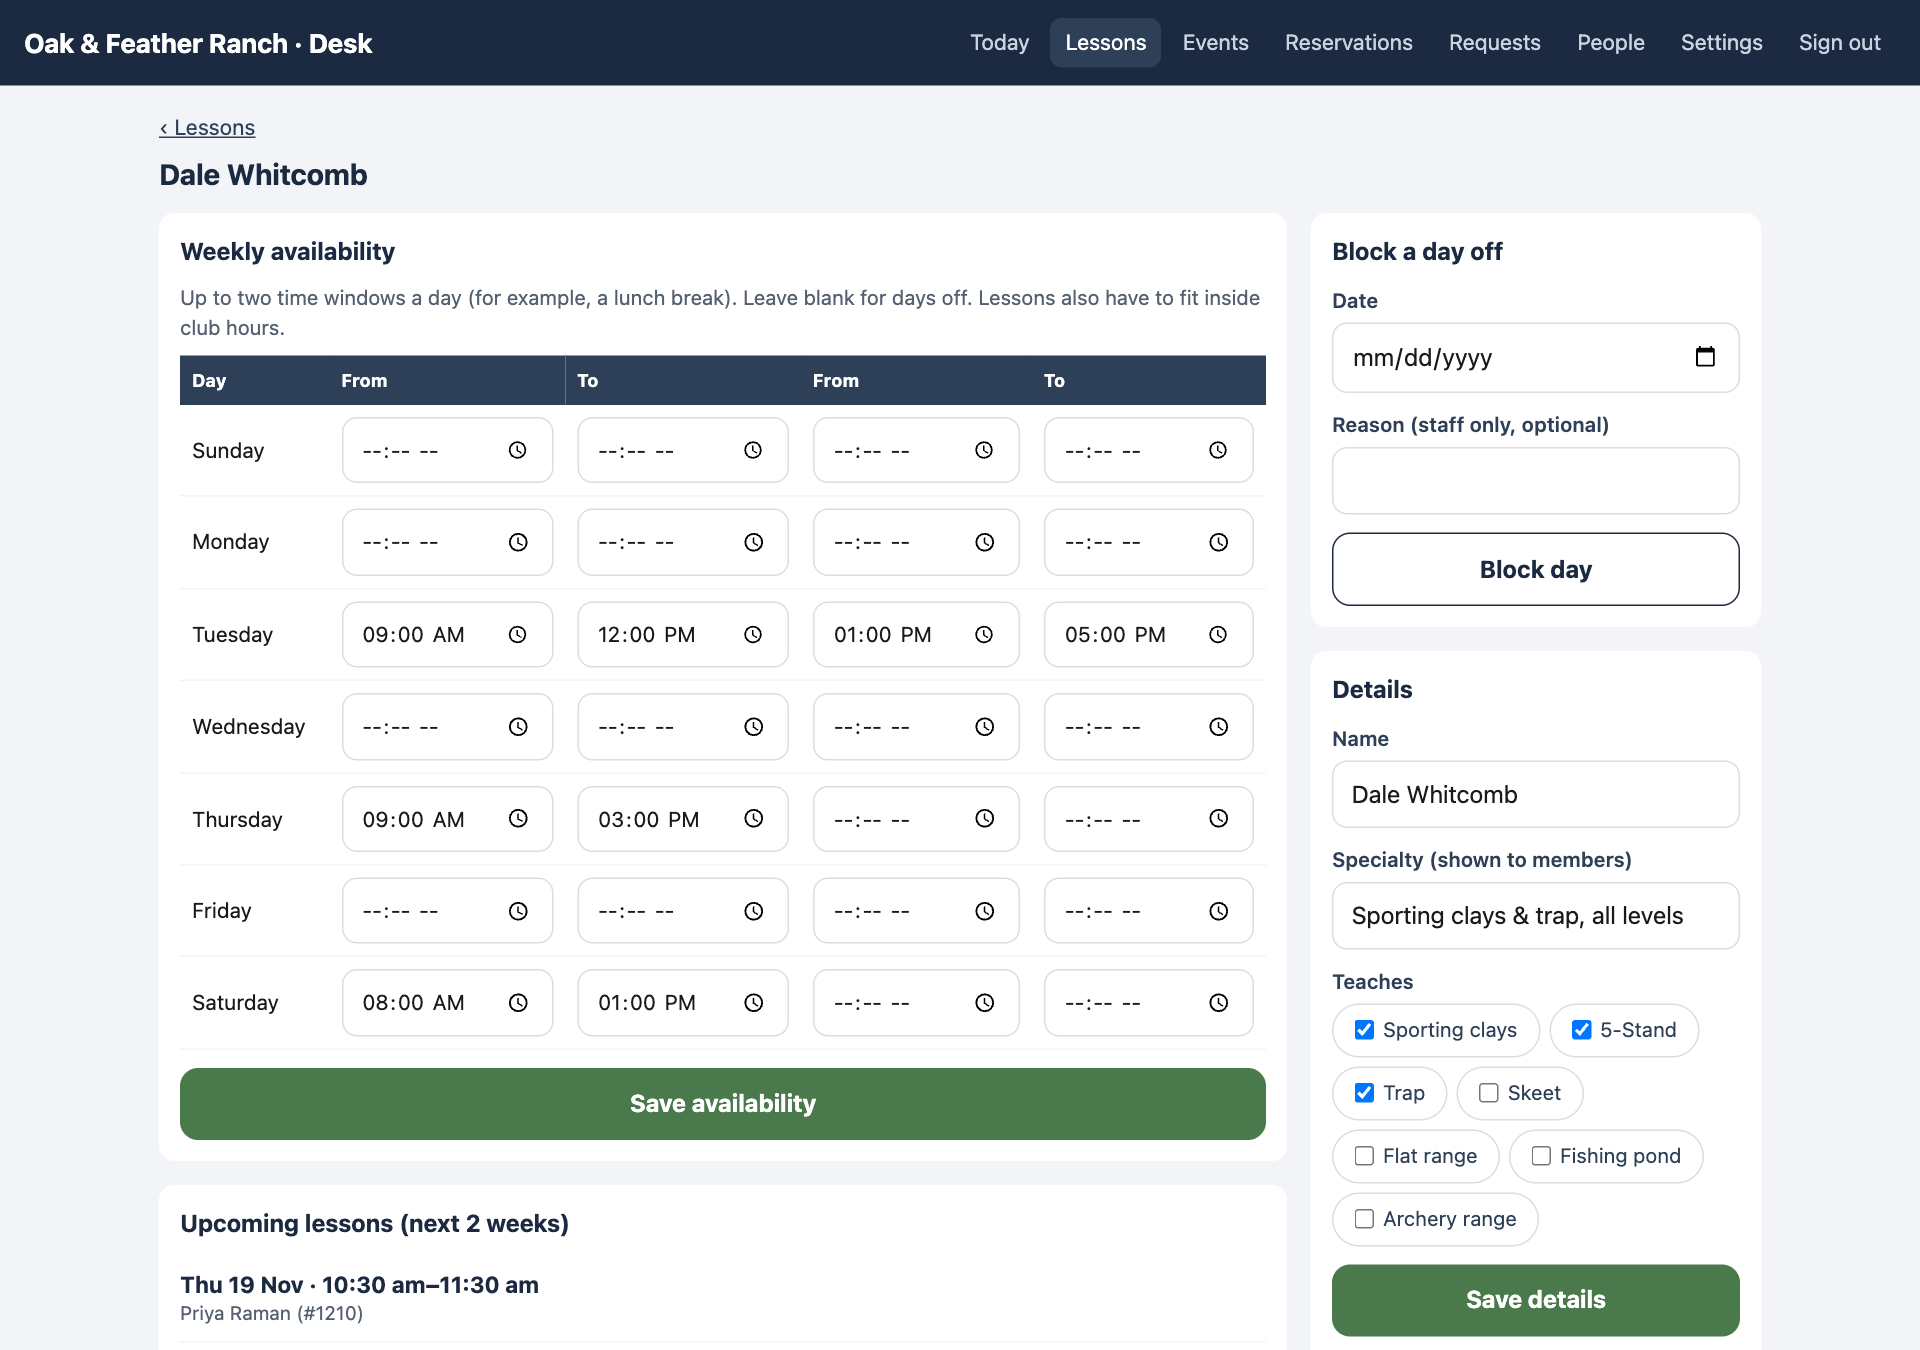 Oak & Feather Ranch · Desk
Today Lessons Events Reservations Requests People Settings Sign out
‹ Lessons
Dale Whitcomb
Weekly availability
Up to two time windows a day (for example, a lunch break). Leave blank for days off. Lessons also have to fit inside
club hours.
Day From To From To
Sunday --:-- -- --:-- -- --:-- -- --:-- --
Monday --:-- -- --:-- -- --:-- -- --:-- --
Tuesday 09:00 AM 12:00 PM 01:00 PM 05:00 PM
Wednesday --:-- -- --:-- -- --:-- -- --:-- --
Thursday 09:00 AM 03:00 PM --:-- -- --:-- --
Friday --:-- -- --:-- -- --:-- -- --:-- --
Saturday 08:00 AM 01:00 PM --:-- -- --:-- --
Save availability
Upcoming lessons (next 2 weeks)
Thu 19 Nov · 10:30 am–11:30 am
Priya Raman (#1210)
Block a day off
Date
mm/dd/yyyy
Reason (staff only, optional)
Block day
Details
Name
Dale Whitcomb
Specialty (shown to members)
Sporting clays & trap, all levels
Teaches
Sporting clays 5-Stand
Trap Skeet
Flat range Fishing pond
Archery range
Save details